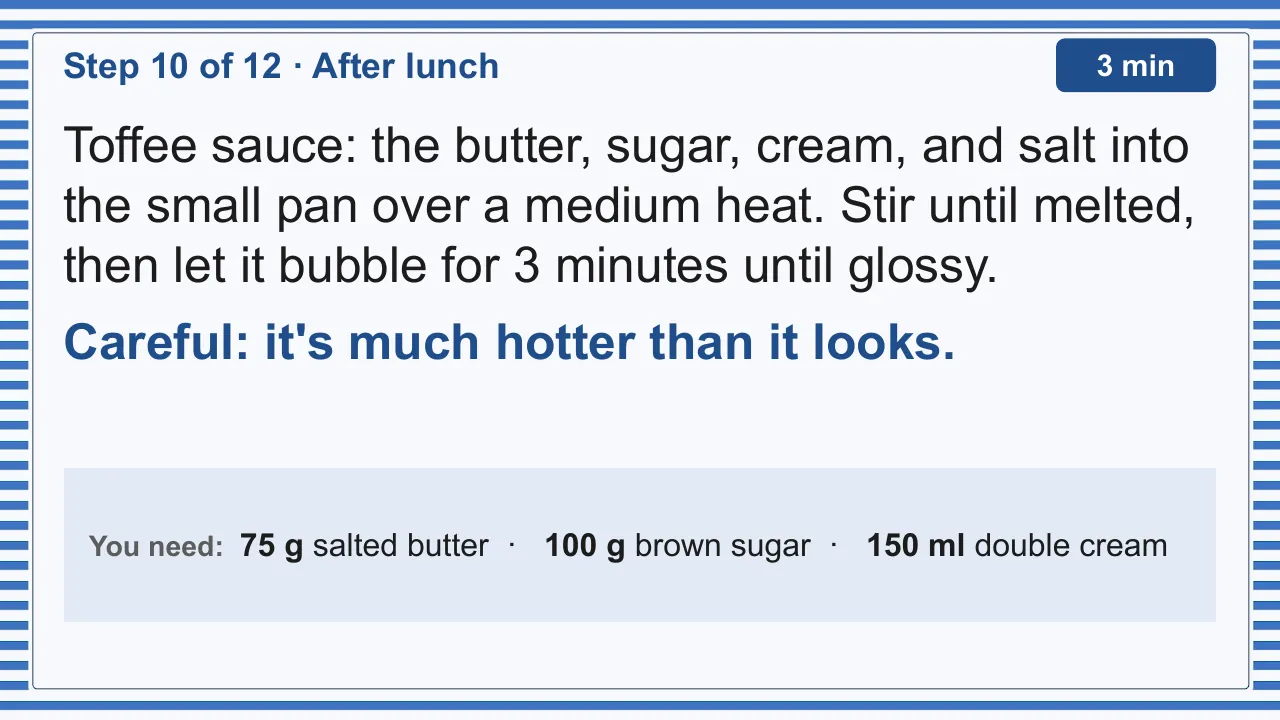 Step 10 of 12 · After lunch
3 min
Toffee sauce: the butter, sugar, cream, and salt into
the small pan over a medium heat. Stir until melted,
then let it bubble for 3 minutes until glossy.
Careful: it's much hotter than it looks.
You need: 75 g salted butter · 100 g brown sugar · 150 ml double cream